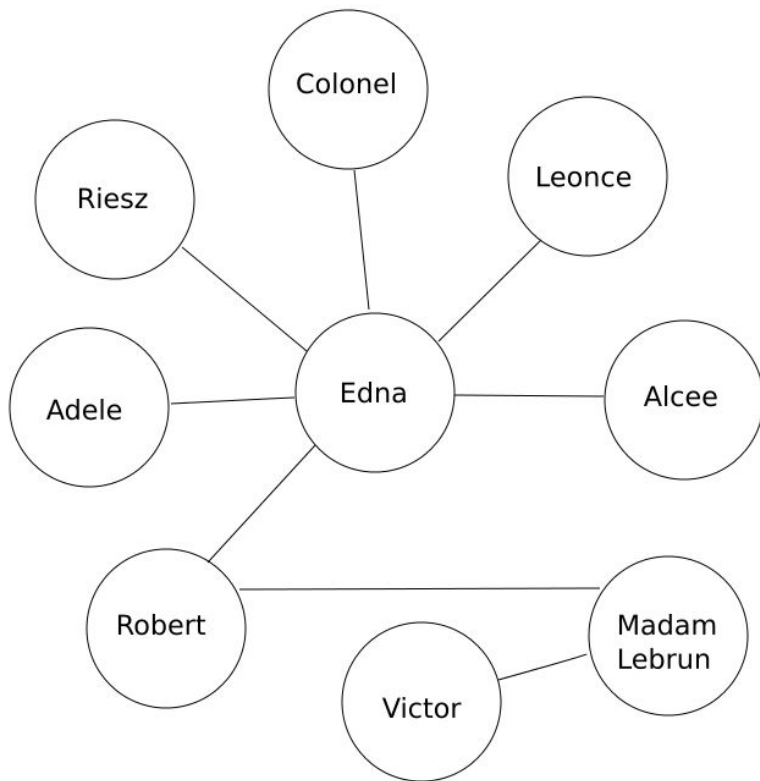 Colonel
Leonce
Riesz
Edna
Alcee
Adele
Robert
Madam
Lebrun
Victor